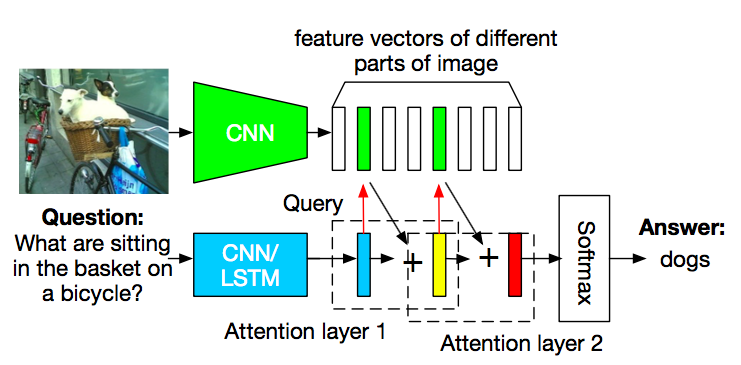 feature vectors of different
parts of image
CNN
Query
Question:
What are sitting
in the basket on
a bicycle?
CNN/
LSTM
+
+
Softmax
Answer:
dogs
Attention layer 1
Attention layer 2